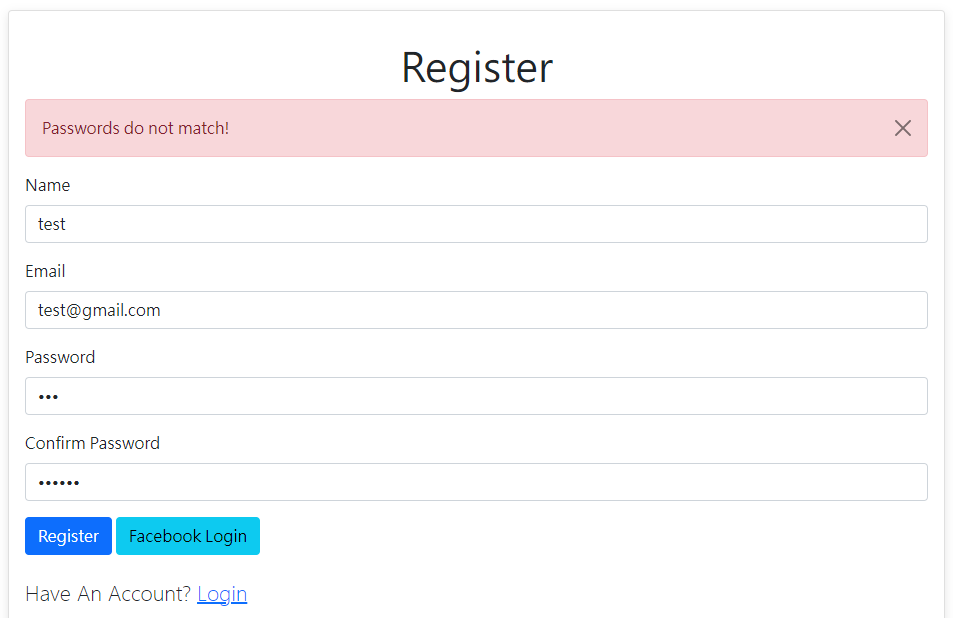 Register
Passwords do not match!
Name
test
Email
test@gmail.com
Password
•••
Confirm Password
••••••
Register Facebook Login
Have An Account? Login